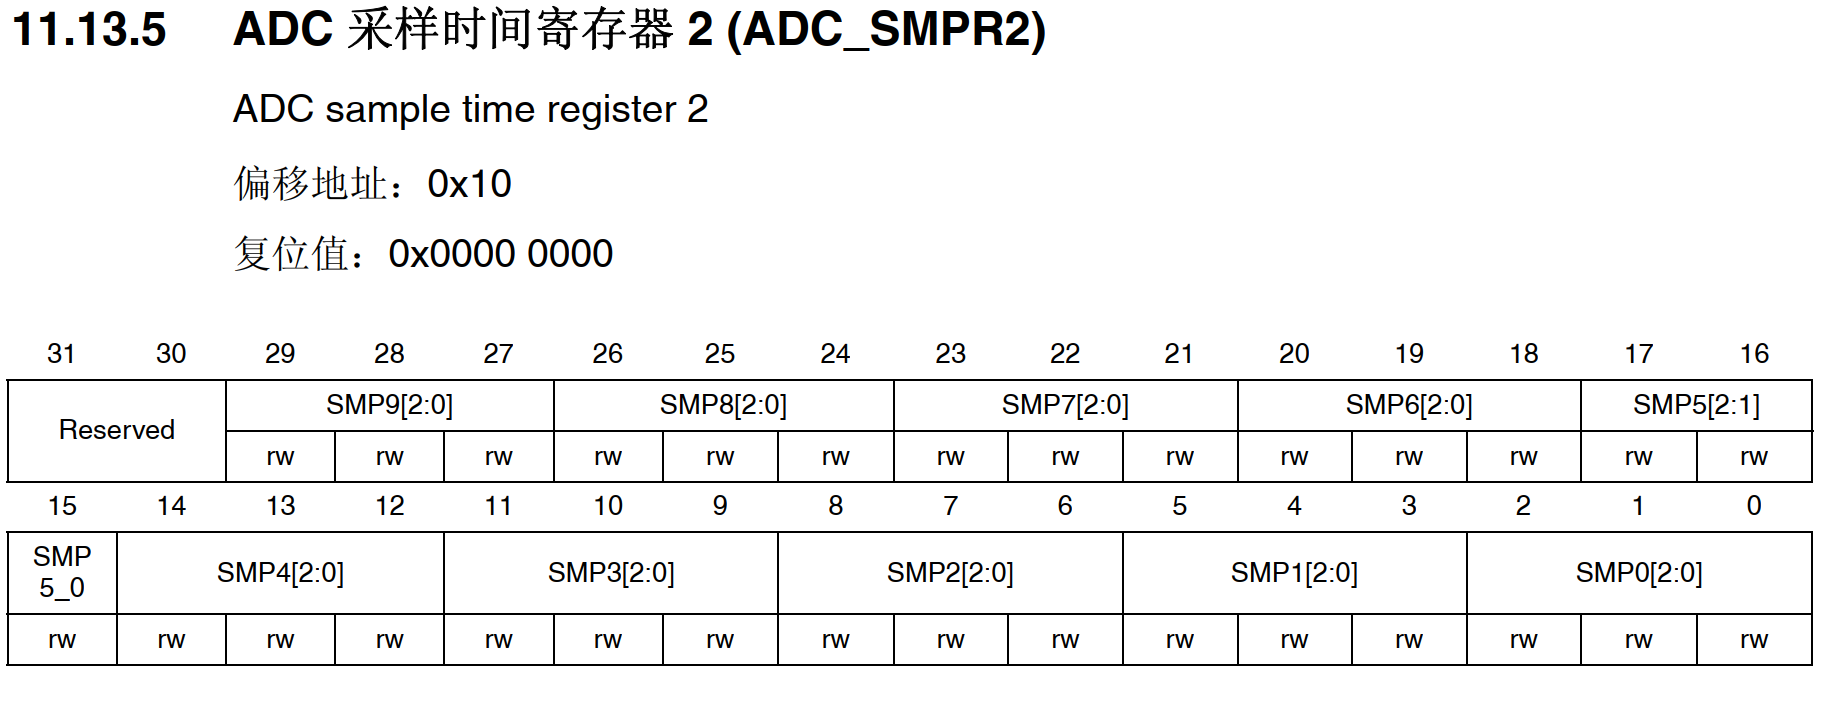 11.13.5 ADC 采样时间寄存器 2 (ADC_SMPR2)
ADC sample time register 2
偏移地址：0x10
复位值：0x0000 0000
31 30 29 28 27 26 25 24 23 22 21 20 19 18 17 16
Reserved SMP9[2:0] SMP8[2:0] SMP7[2:0] SMP6[2:0] SMP5[2:1]
rw rw rw rw rw rw rw rw rw rw rw rw rw rw
15 14 13 12 11 10 9 8 7 6 5 4 3 2 1 0
SMP
5_0 SMP4[2:0] SMP3[2:0] SMP2[2:0] SMP1[2:0] SMP0[2:0]
rw rw rw rw rw rw rw rw rw rw rw rw rw rw rw rw